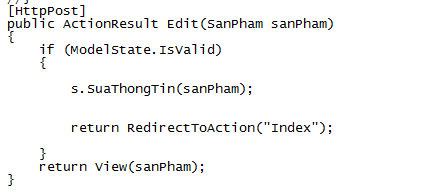 [HttpPost]
public ActionResult Edit(SanPham sanPham)
{
    if (ModelState.IsValid)
    {
        s.SuaThongTin(sanPham);
        return RedirectToAction("Index");
    }
    return View(sanPham);
}